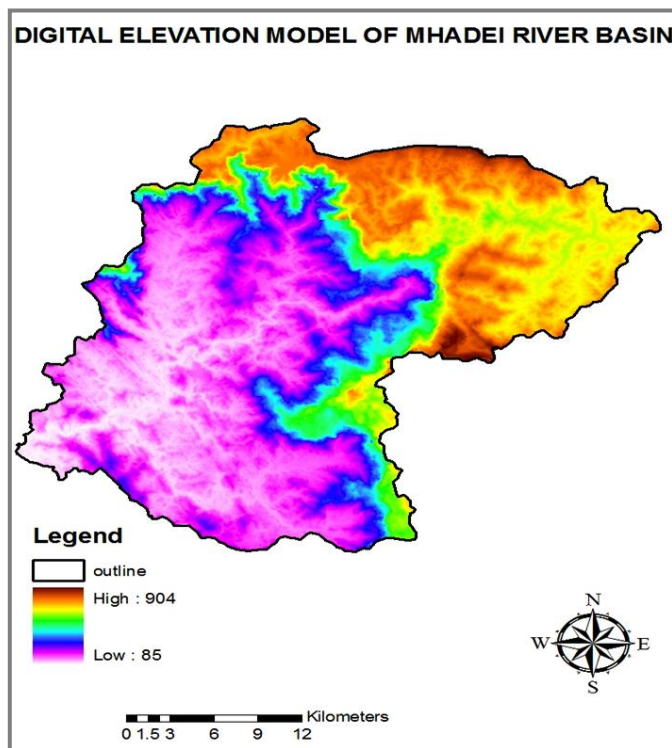 DIGITAL ELEVATION MODEL OF MHADEI RIVER BASIN
Legend
outline
High : 904
Low : 85
N
W E
S
Kilometers
0 1.5 3 6 9 12